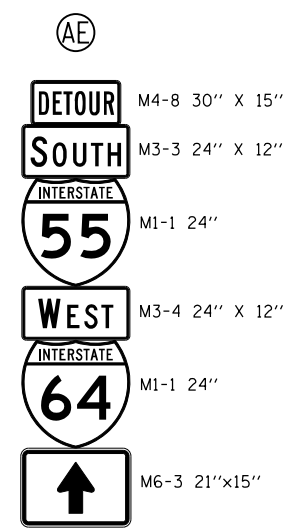 AE
DETOUR M4-8 30'' X 15''
SOUTH M3-3 24'' X 12''
INTERSTATE
55 M1-1 24''
WEST M3-4 24'' X 12''
INTERSTATE
64 M1-1 24''
M6-3 21''x15''